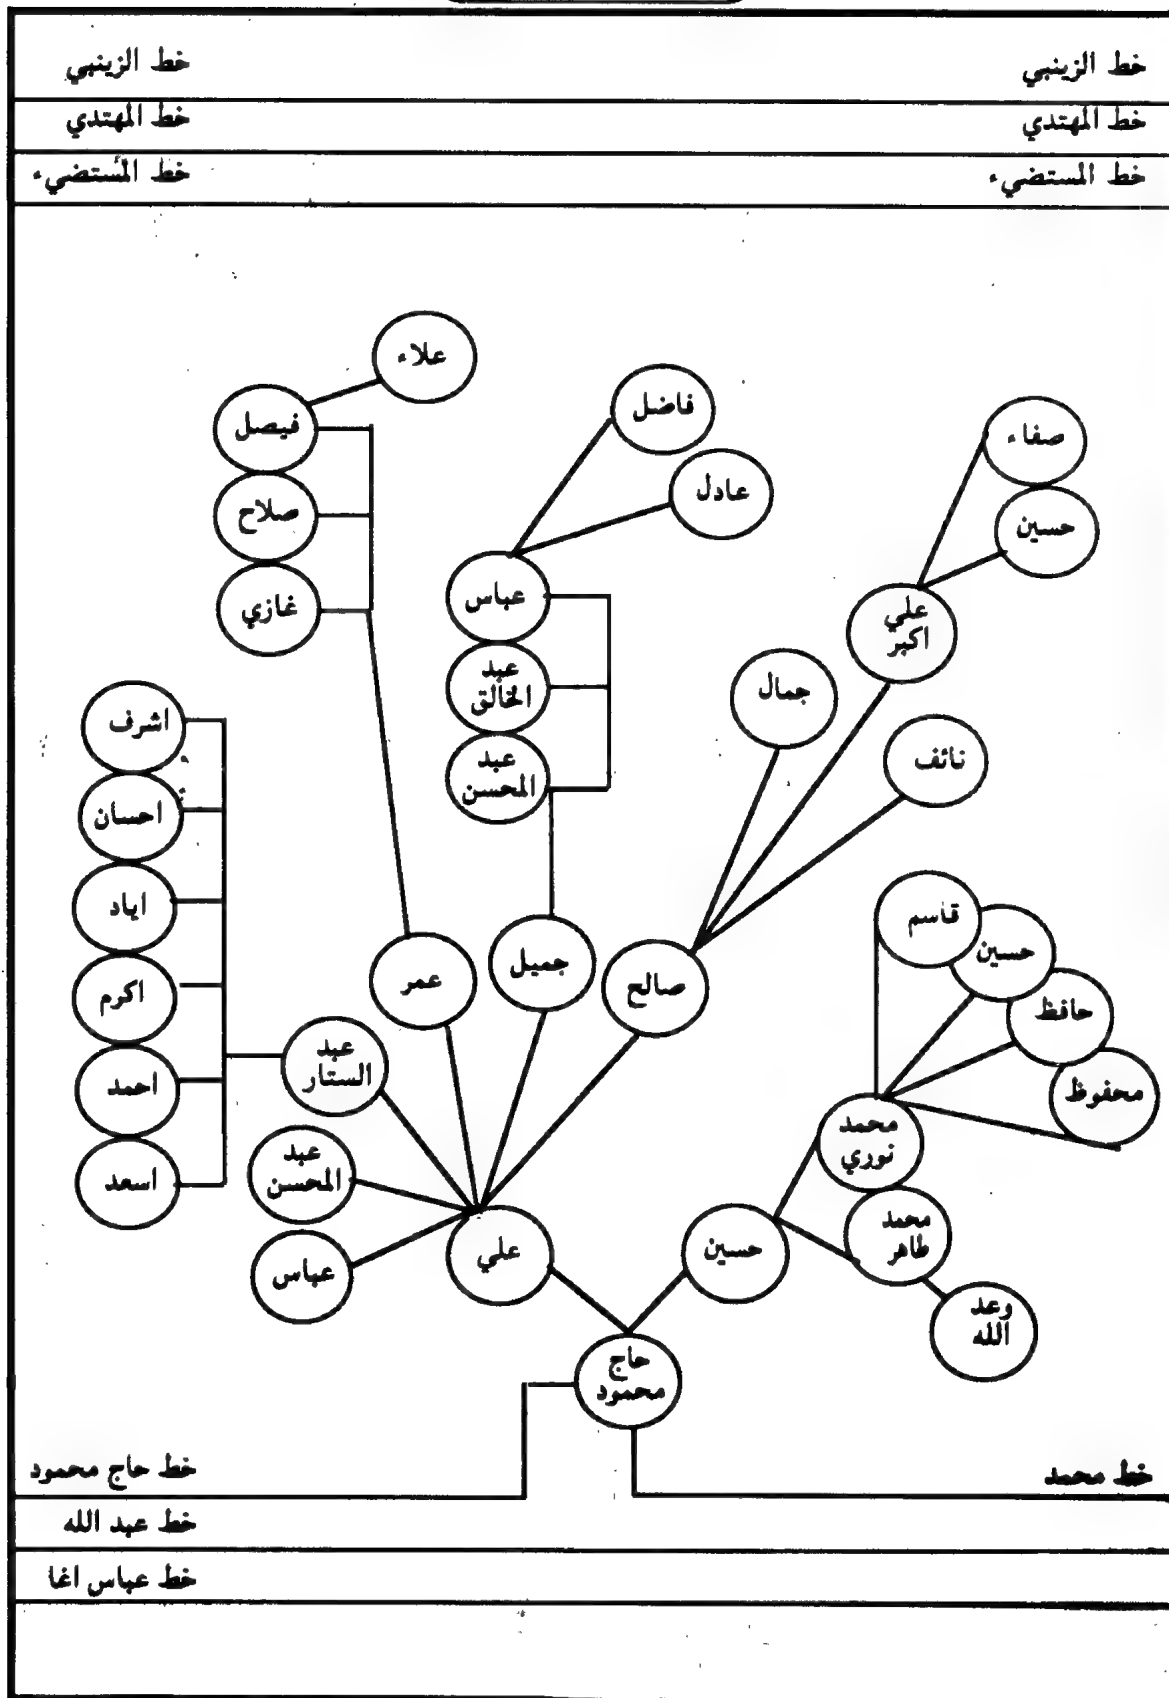 خط الزينبي
خط الزينبي
خط المهتدي
خط المهتدي
خط المستضيء
خط المستضيء
علاء
فيصل
صلاح
غازي
فاضل
عادل
عباس
عبد
الخالق
عبد
المحسن
صفاء
حسين
علي
اكبر
جمال
نائف
اشرف
احسان
اياد
اكرم
احمد
اسعد
قاسم
حسين
حافظ
محفوظ
عمر
جميل
صالح
عبد
الستار
عبد
المحسن
عباس
علي
حسين
محمد
نوري
محمد
طاهر
وعد
الله
حاج
محمود
خط محمد
خط حاج محمود
خط عبد الله
خط عباس اغا